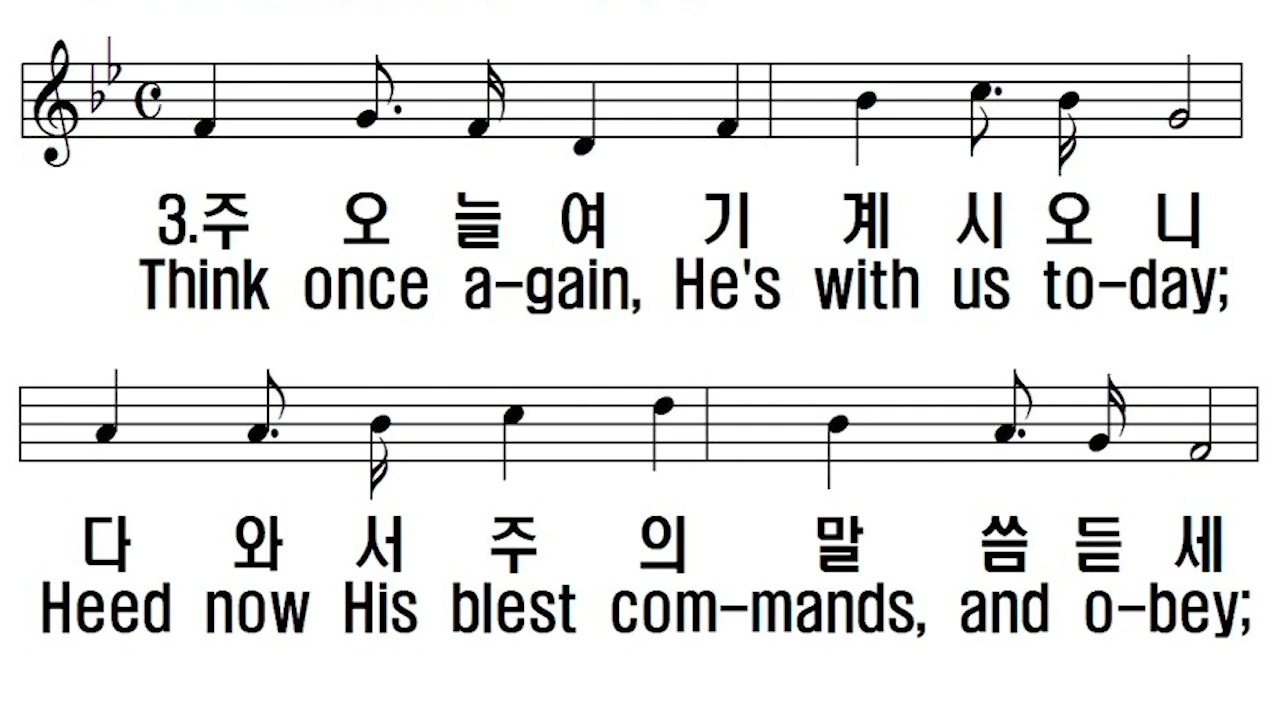 3.주 오 늘 여 기 계 시 오 니
Think once a-gain, He's with us to-day;
다 와 서 주 의 말 씀 듣 세
Heed now His blest com-mands, and o-bey;